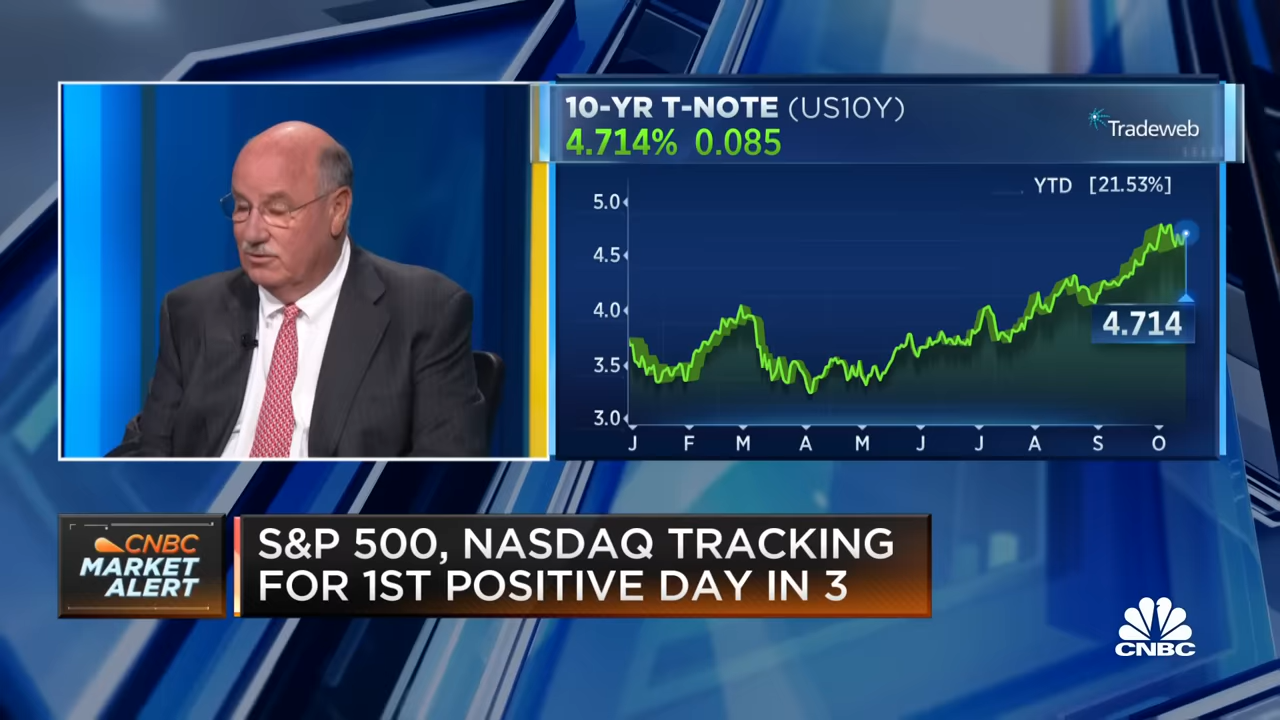 10-YR T-NOTE (US10Y)
4.714% 0.085
Tradeweb
YTD [21.53%]
5.0
4.5
4.0
3.5
3.0
4.714
J F M A M J J A S O
CNBC
MARKET
ALERT
S&P 500, NASDAQ TRACKING
FOR 1ST POSITIVE DAY IN 3
CNBC